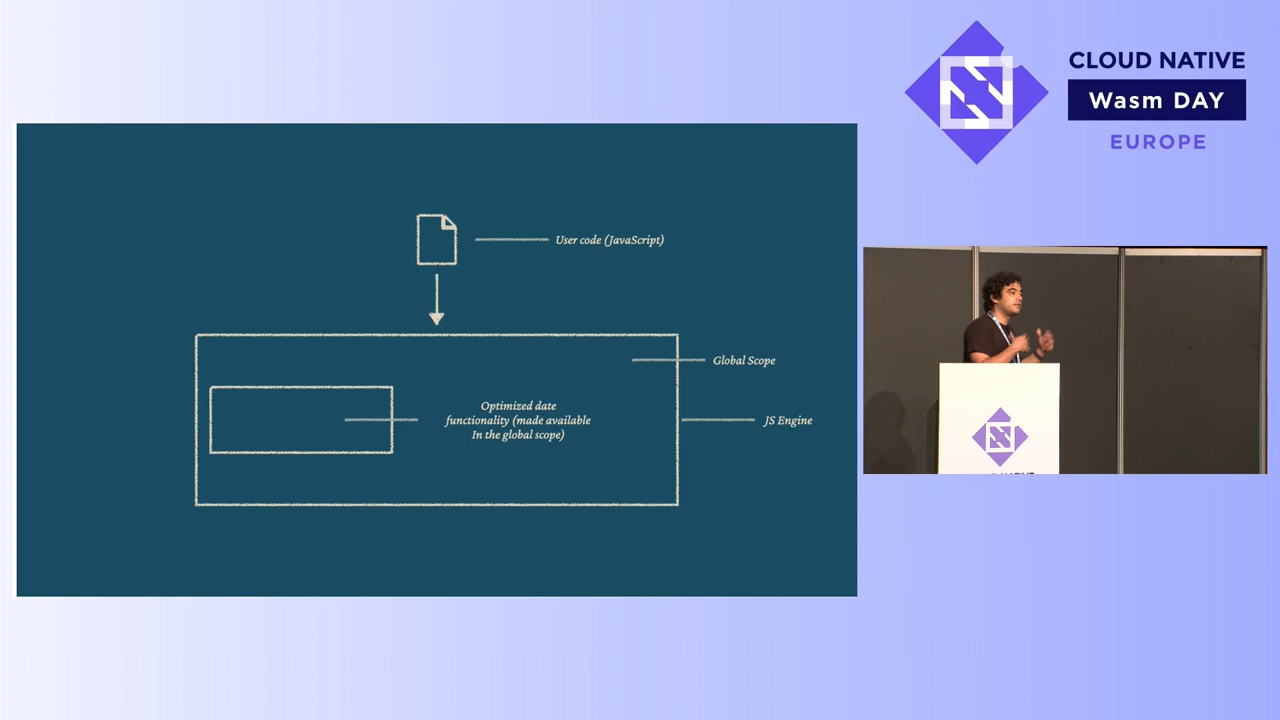 CLOUD NATIVE
Wasm DAY
EUROPE
User code (JavaScript)
Global Scope
Optimized date
functionality (made available
In the global scope)
JS Engine